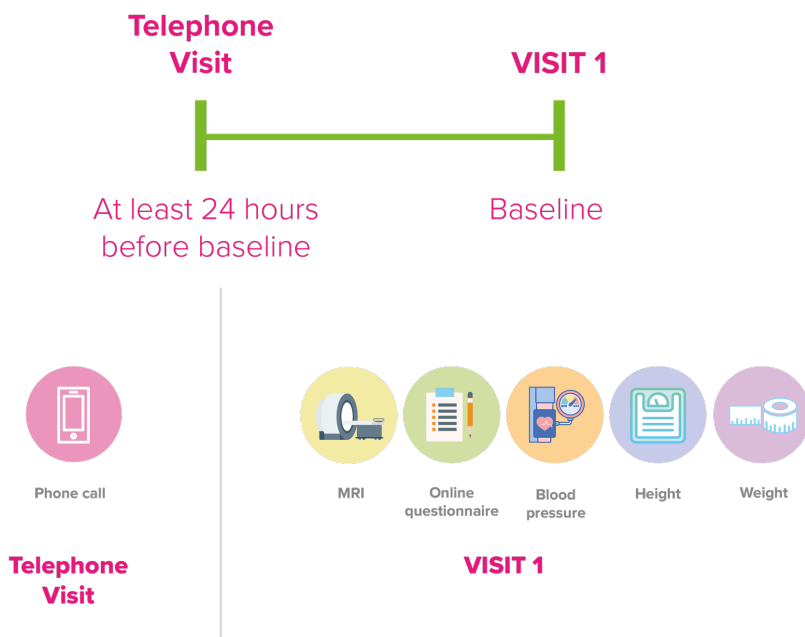 Telephone
Visit
VISIT 1
At least 24 hours
before baseline
Baseline
Phone call
MRI
Online
questionnaire
Blood
pressure
Height
Weight
Telephone
Visit
VISIT 1